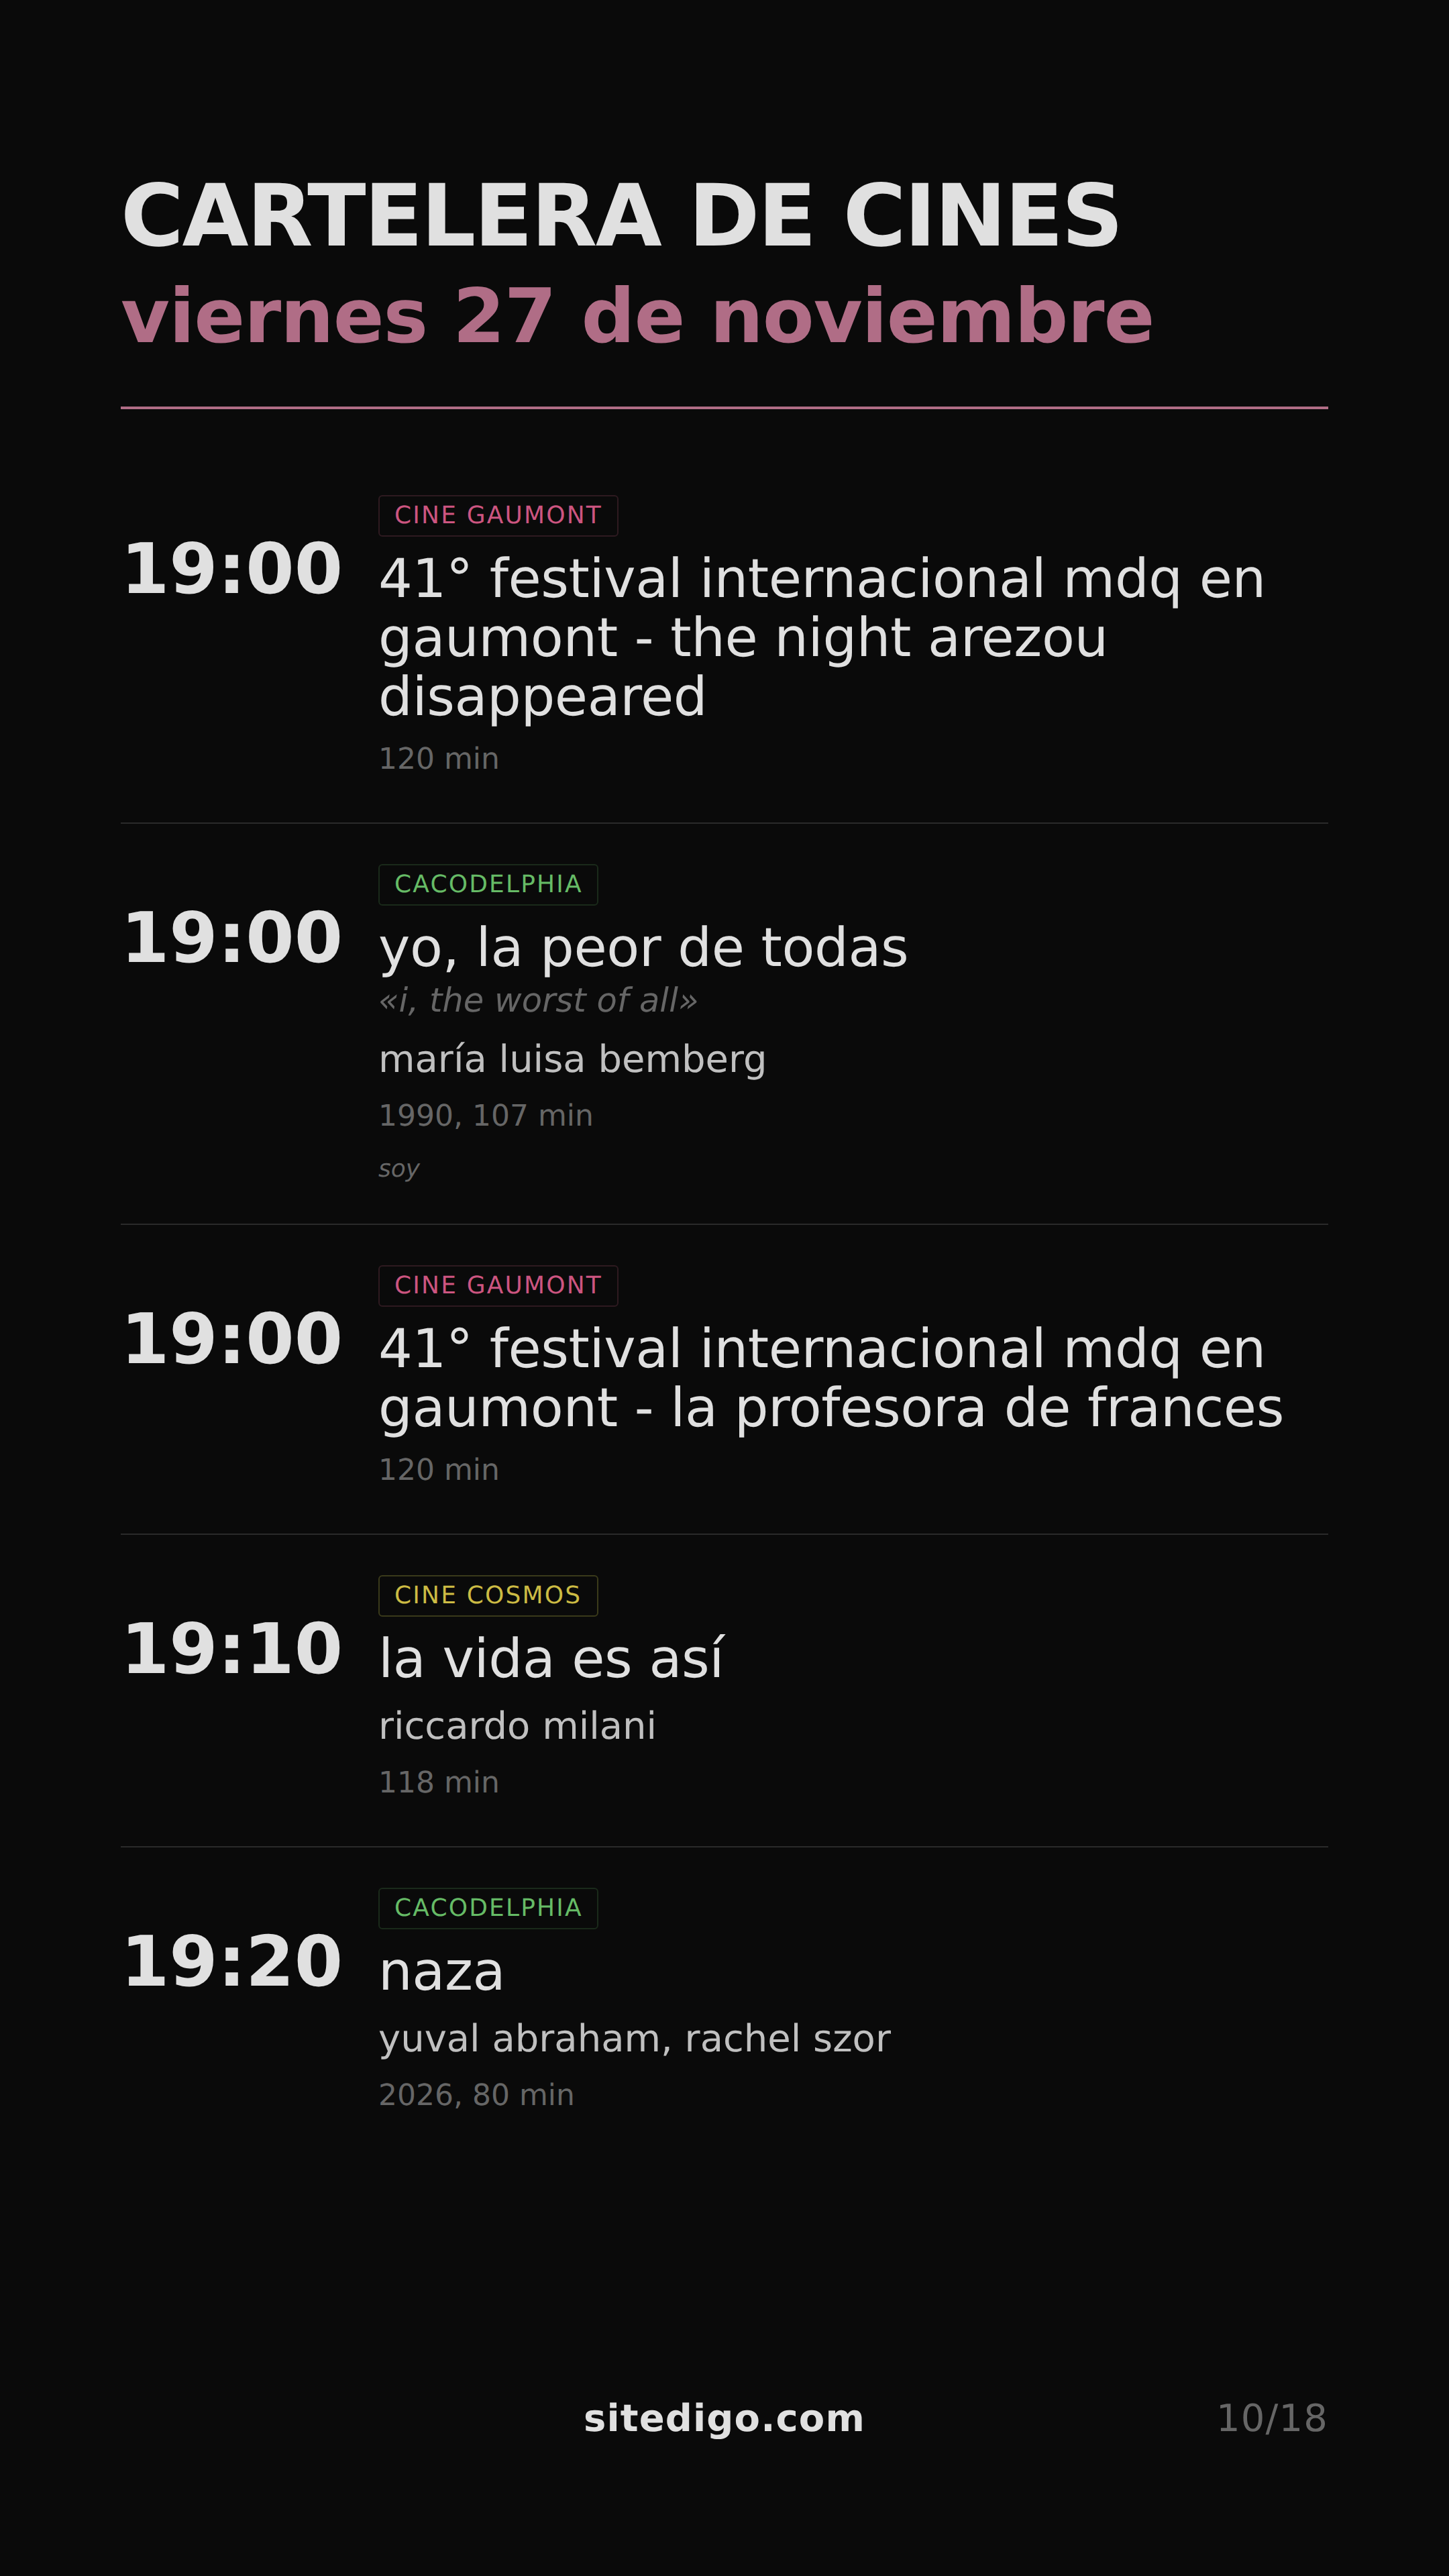 CARTELERA DE CINES
viernes 27 de noviembre
CINE GAUMONT
19:00
41° festival internacional mdq en
gaumont - the night arezou
disappeared
120 min
CACODELPHIA
19:00
yo, la peor de todas
«i, the worst of all»
maría luisa bemberg
1990, 107 min
soy
CINE GAUMONT
19:00
41° festival internacional mdq en
gaumont - la profesora de frances
120 min
CINE COSMOS
19:10
la vida es así
riccardo milani
118 min
CACODELPHIA
19:20
naza
yuval abraham, rachel szor
2026, 80 min
sitedigo.com
10/18